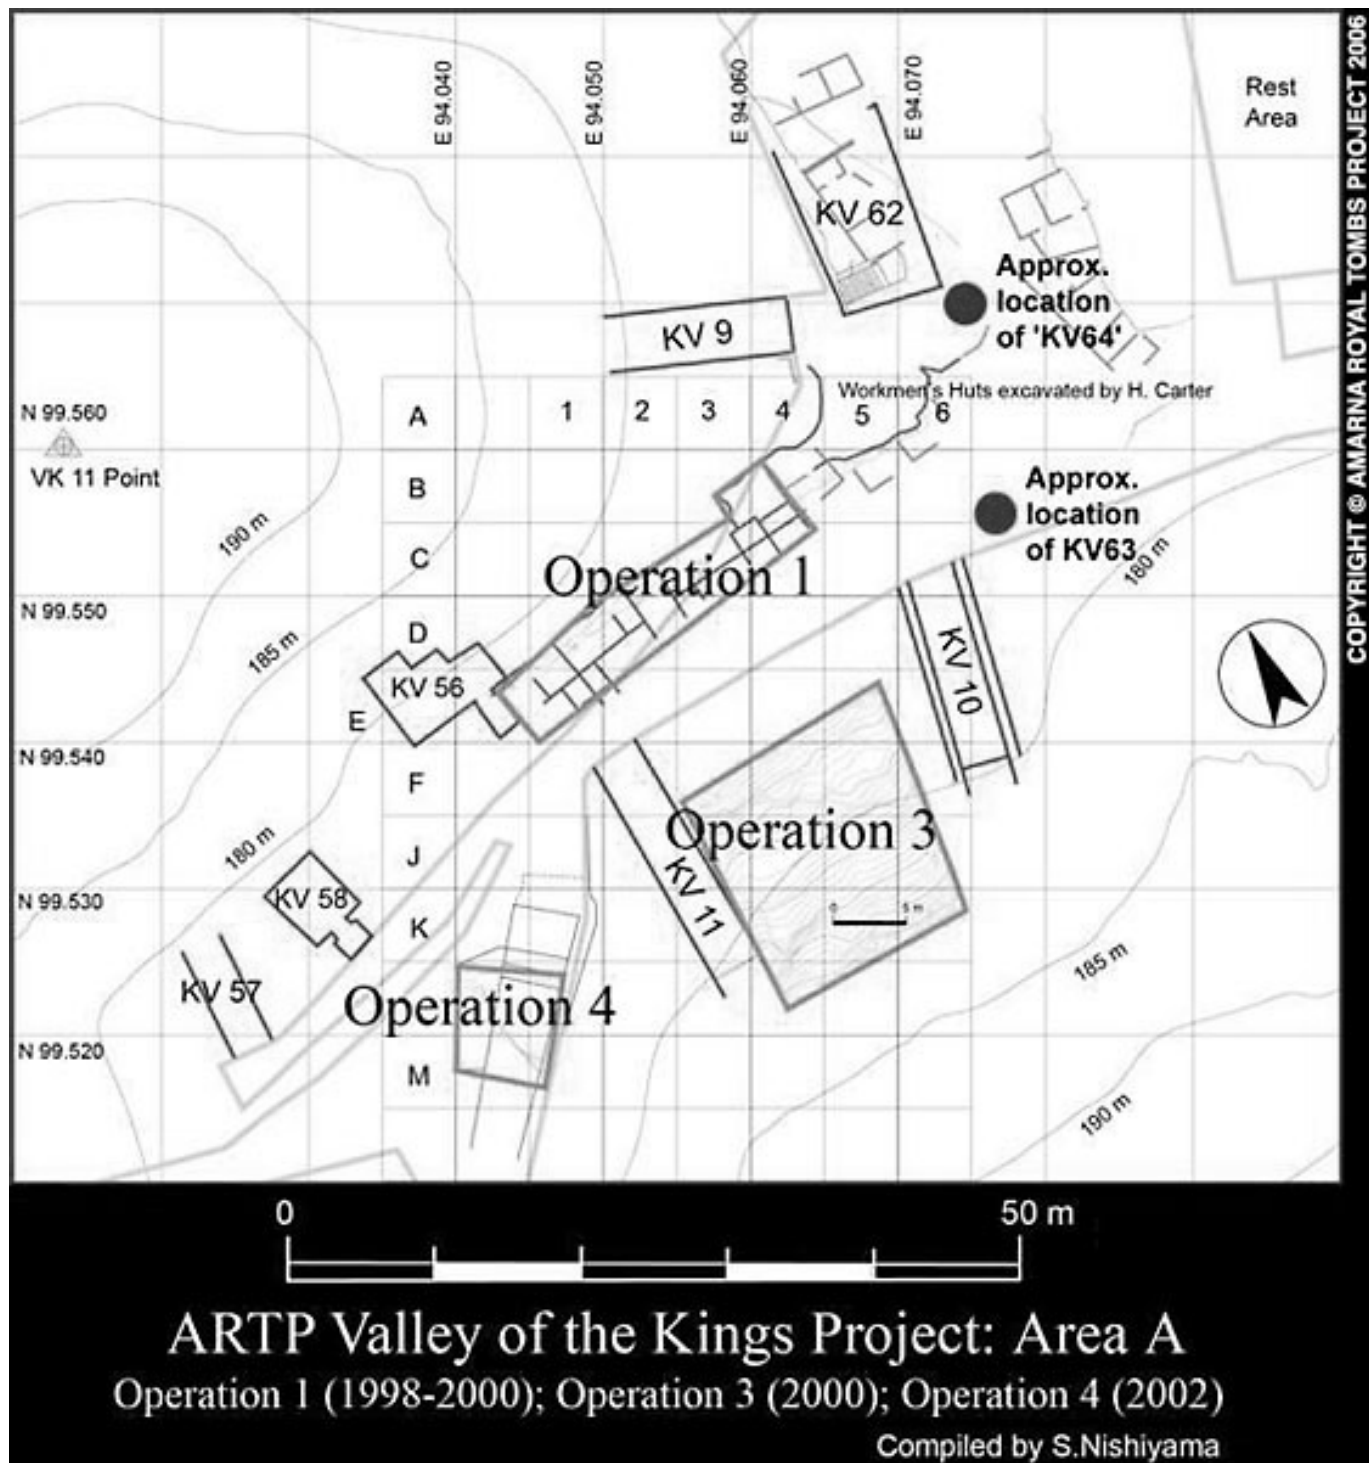 E 94.040
E 94.050
E 94.060
E 94.070
Rest
Area
KV 62
Approx.
location
of 'KV64'
KV 9
Workmen's Huts excavated by H. Carter
N 99.560
A
1
2
3
4
5
6
VK 11 Point
B
Approx.
location
of KV63
190 m
C
180 m
Operation 1
N 99.550
D
185 m
KV 56
KV 10
E
N 99.540
F
Operation 3
180 m
J
KV 11
KV 58
N 99.530
K
0
5 m
185 m
KV 57
Operation 4
N 99.520
M
190 m
COPYRIGHT @ AMARNA ROYAL TOMBS PROJECT 2006
0
50 m
ARTP Valley of the Kings Project: Area A
Operation 1 (1998-2000); Operation 3 (2000); Operation 4 (2002)
Compiled by S.Nishiyama